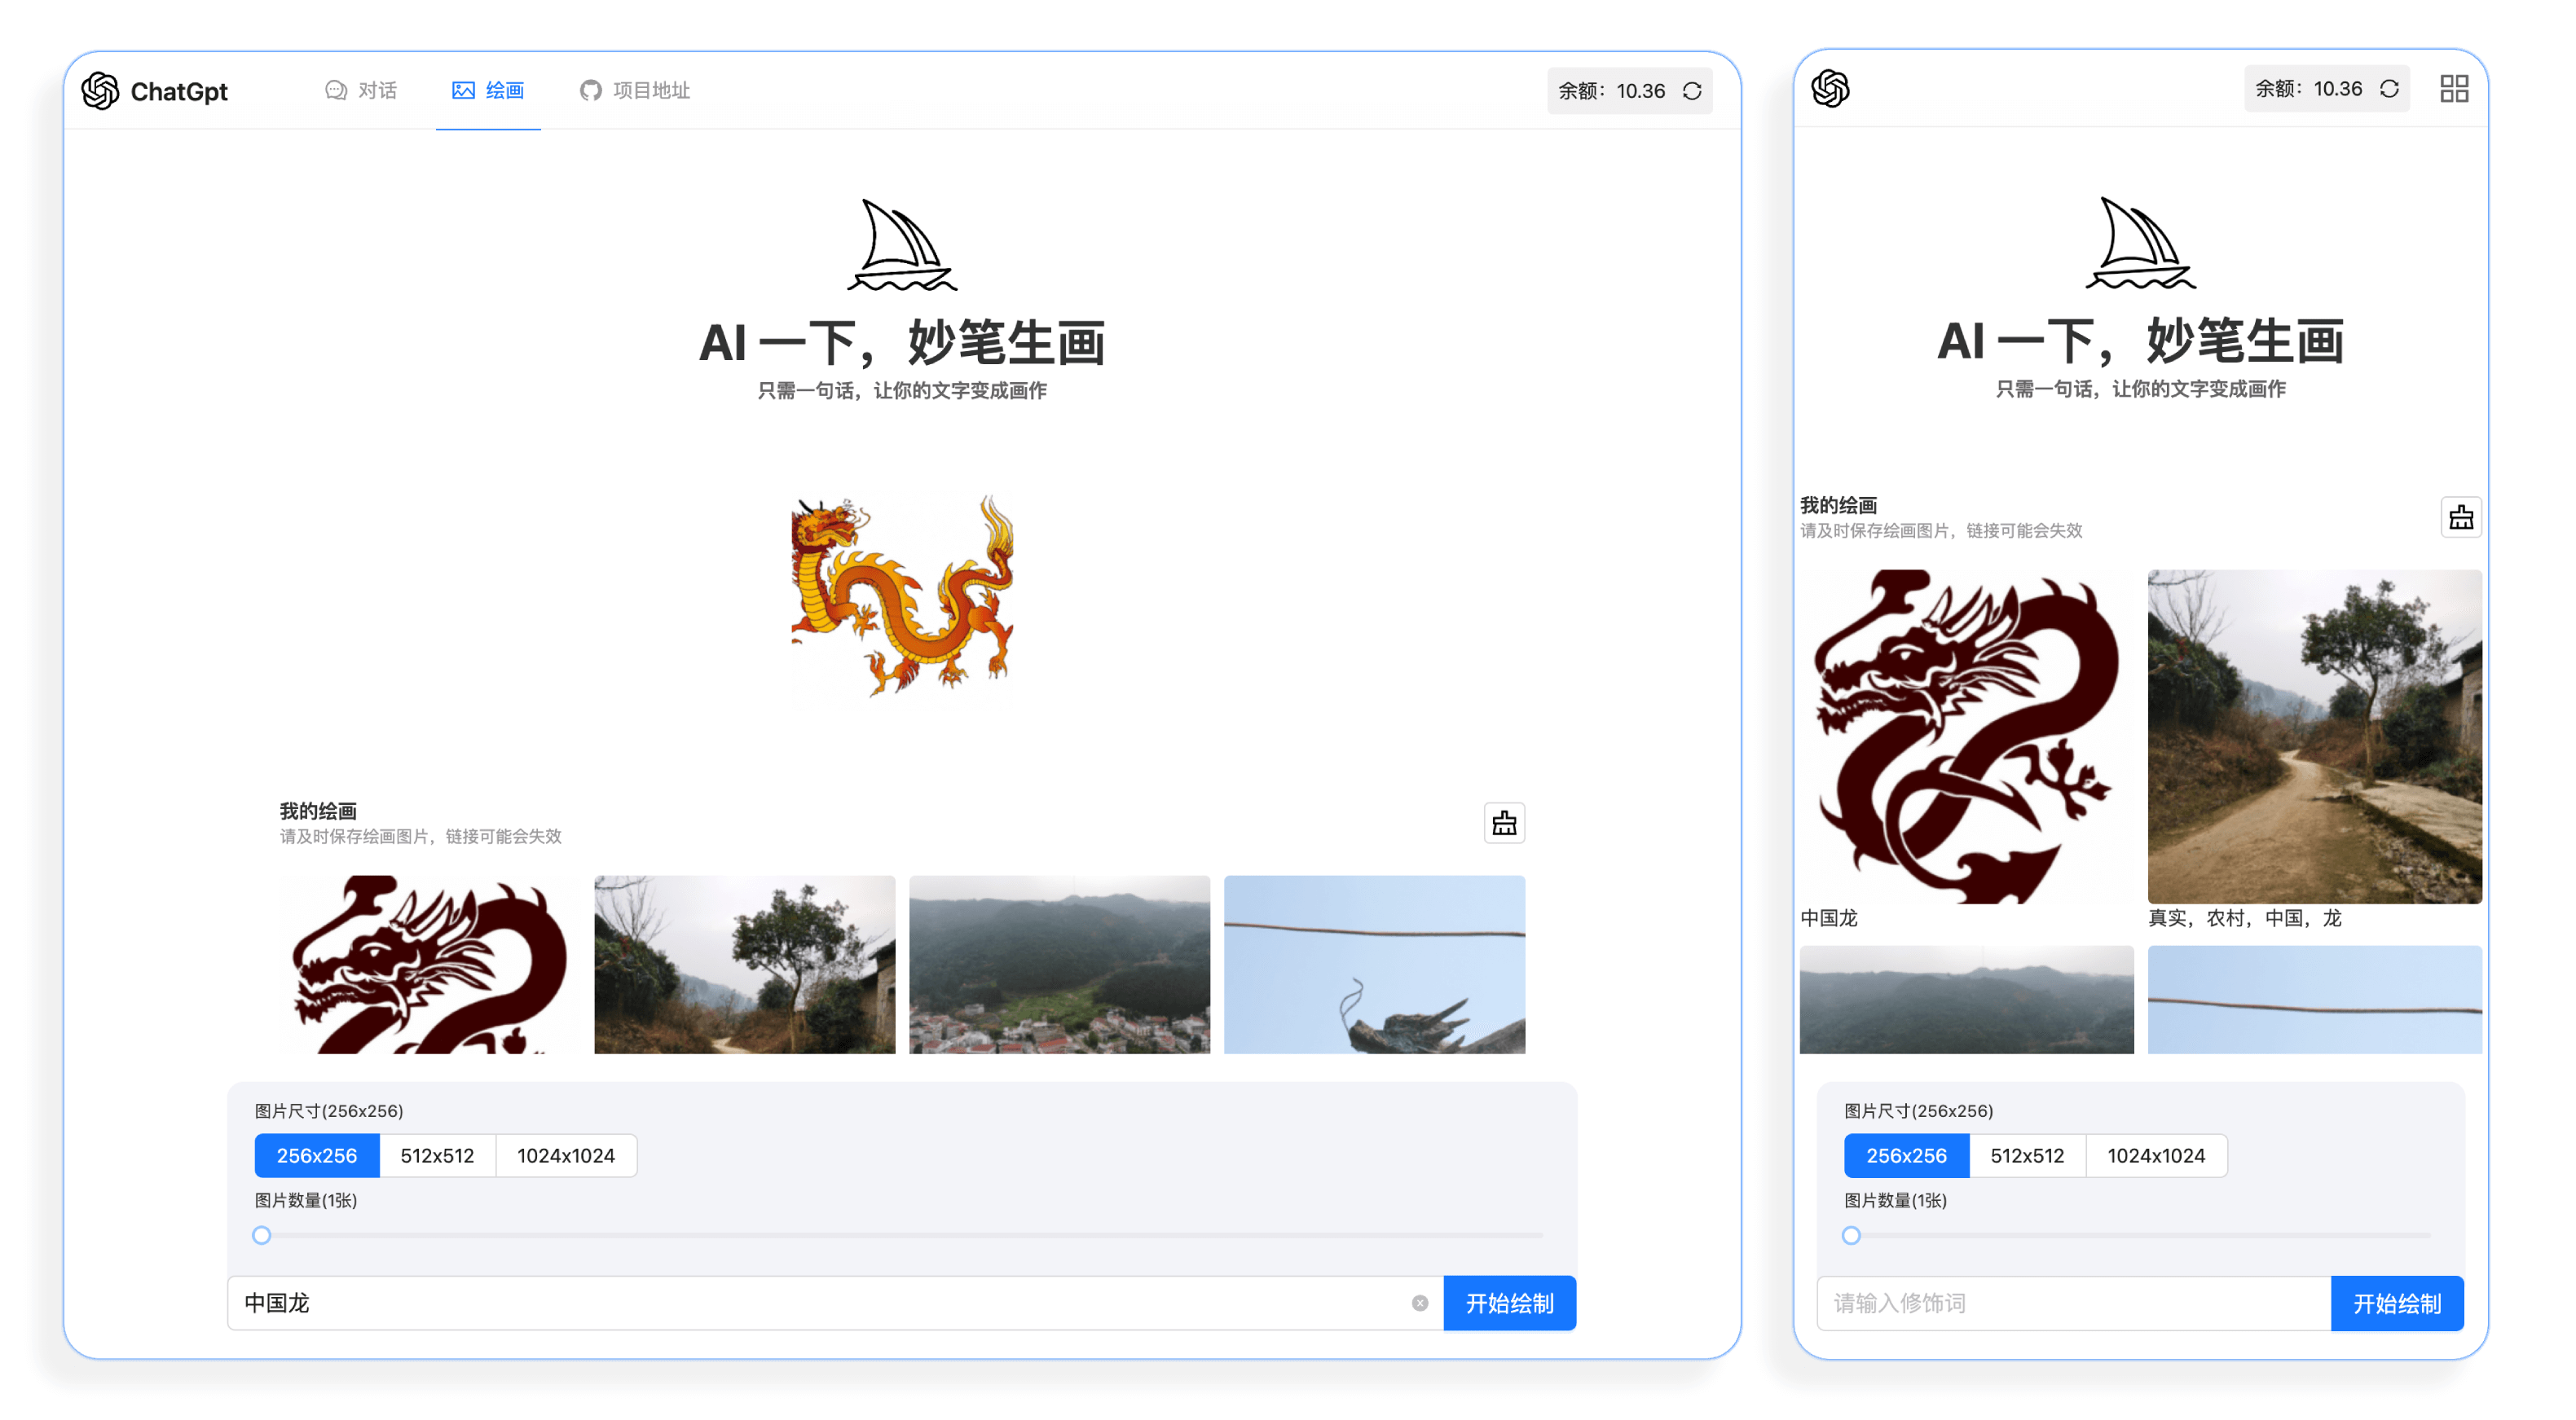 ChatGpt
对话
绘画
项目地址
余额：10.36
AI 一下，妙笔生画
只需一句话，让你的文字变成画作
我的绘画
请及时保存绘画图片，链接可能会失效
图片尺寸(256x256)
256x256
512x512
1024x1024
图片数量(1张)
中国龙
开始绘制
余额：10.36
AI 一下，妙笔生画
只需一句话，让你的文字变成画作
我的绘画
请及时保存绘画图片，链接可能会失效
中国龙
真实，农村，中国，龙
图片尺寸(256x256)
256x256
512x512
1024x1024
图片数量(1张)
请输入修饰词
开始绘制